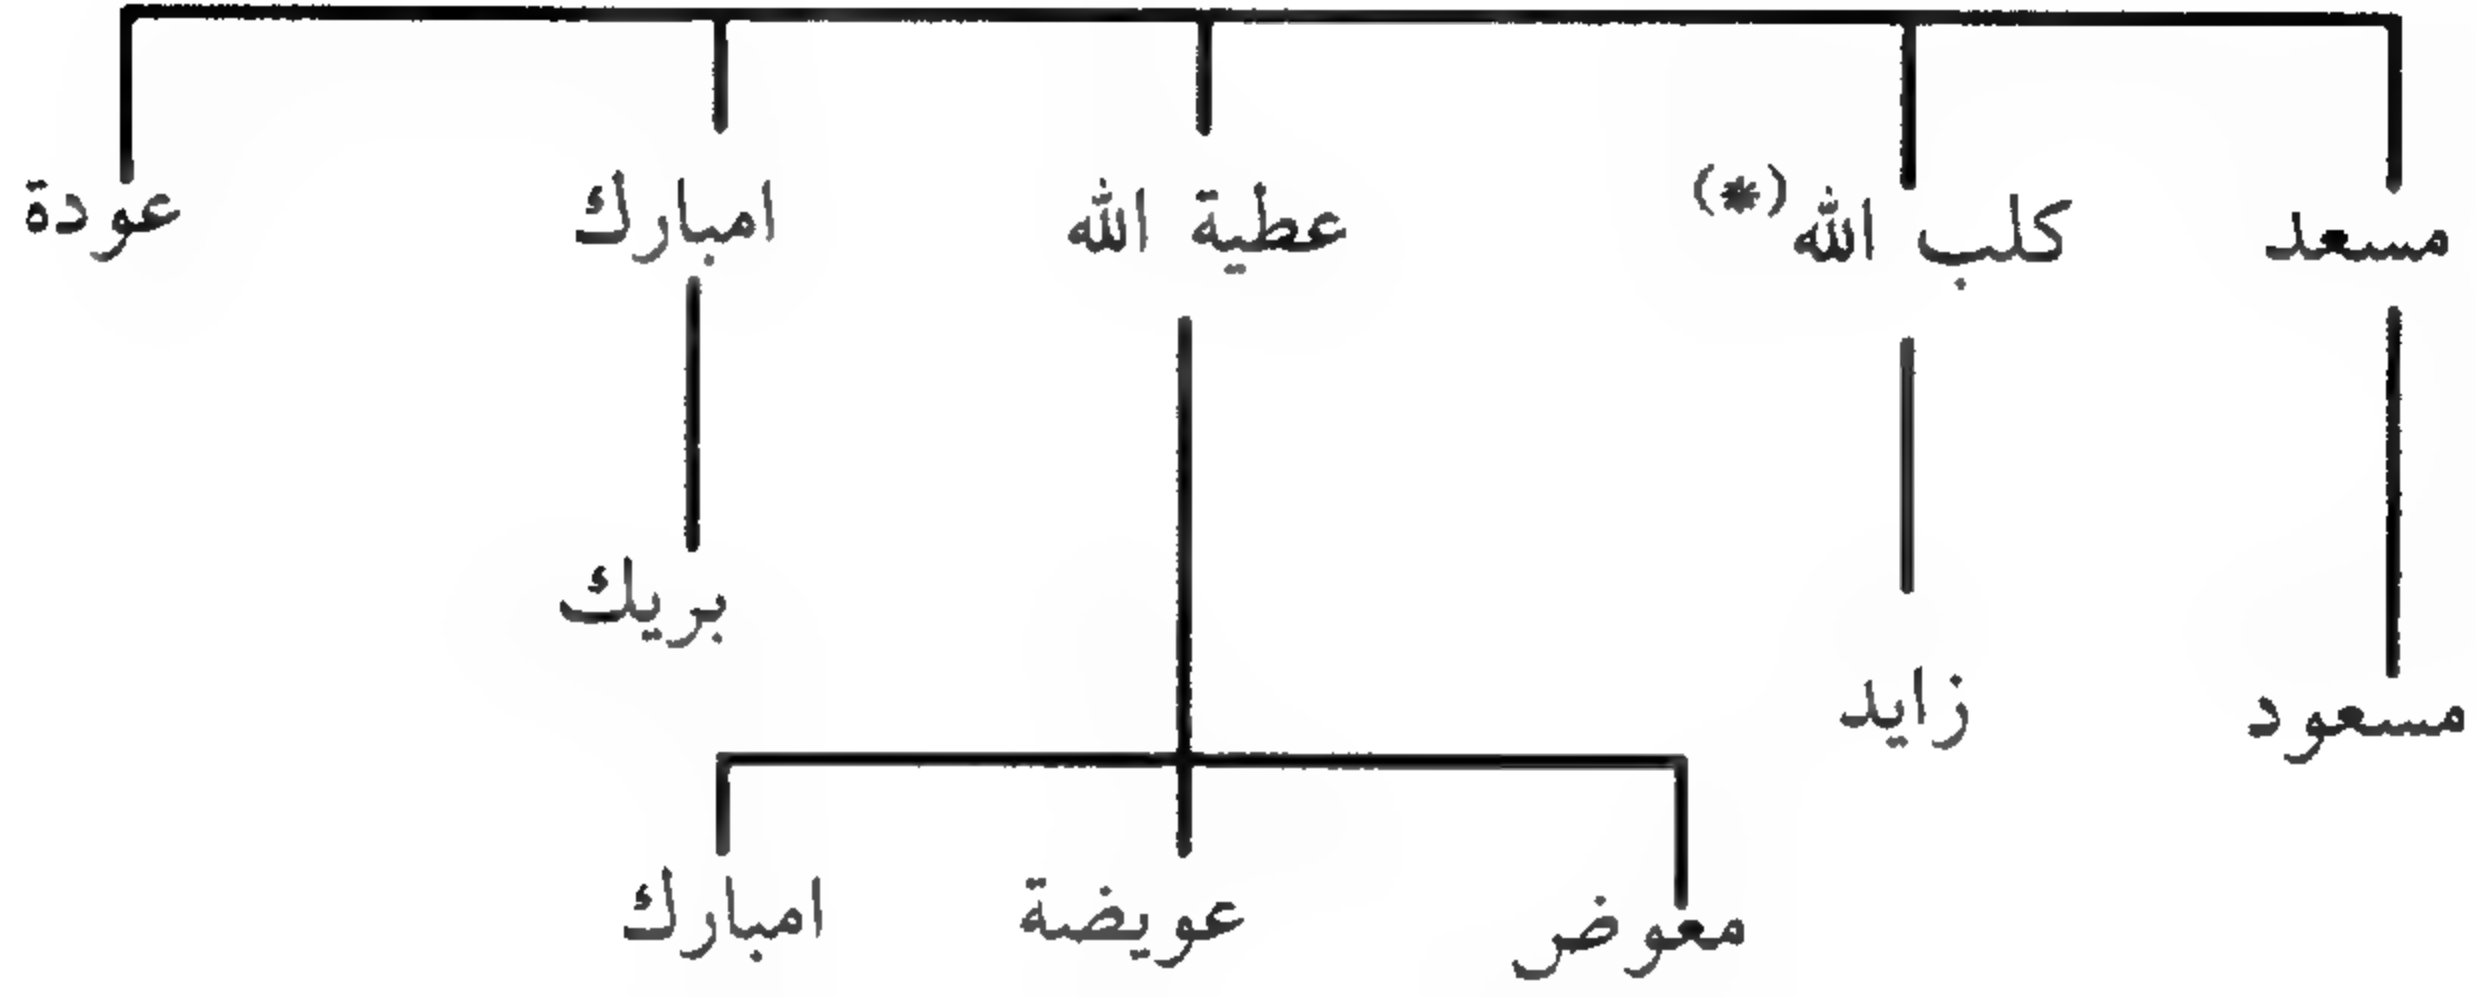 مسعد كلب الله(*) عطية الله امبارك عودة
بريك
زايد مسعود
معوض عويضة امبارك